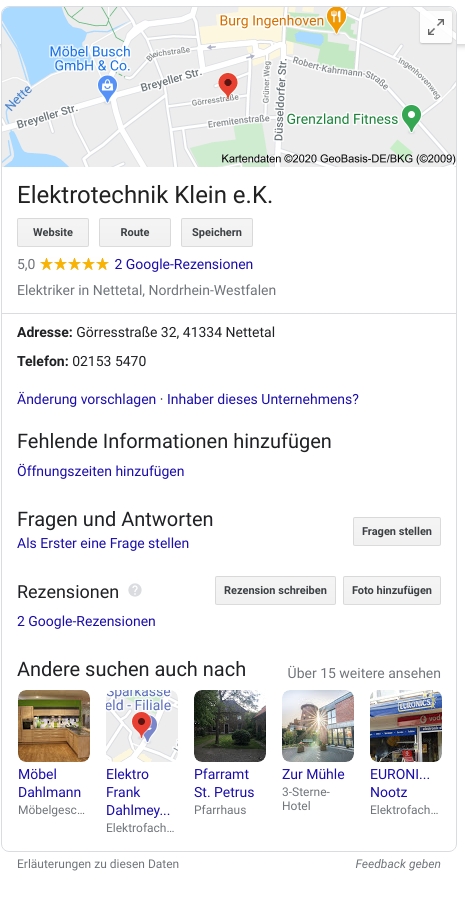 Burg Ingenhoven
Möbel Busch
GmbH & Co.
Bleichstraße
Breyeller Str.
Nette
Görresstraße
Grüner Weg
Düsseldorfer Str.
Robert-Kahrmann-Straße
Ingenhovenweg
Breyeller Str.
Eremitenstraße
Grenzland Fitness
Kartendaten ©2020 GeoBasis-DE/BKG (©2009)
Elektrotechnik Klein e.K.
Website Route Speichern
5,0 ★★★★★ 2 Google-Rezensionen
Elektriker in Nettetal, Nordrhein-Westfalen
Adresse: Görresstraße 32, 41334 Nettetal
Telefon: 02153 5470
Änderung vorschlagen · Inhaber dieses Unternehmens?
Fehlende Informationen hinzufügen
Öffnungszeiten hinzufügen
Fragen und Antworten
Fragen stellen
Als Erster eine Frage stellen
Rezensionen ? Rezension schreiben Foto hinzufügen
2 Google-Rezensionen
Andere suchen auch nach Über 15 weitere ansehen
Sparkasse
eld - Filiale
EURONICS
Möbel
Dahlmann
Möbelgesc...
Elektro
Frank
Dahlmey...
Elektrofach...
Pfarramt
St. Petrus
Pfarrhaus
Zur Mühle
3-Sterne-
Hotel
EURONI...
Nootz
Elektrofach...
Erläuterungen zu diesen Daten Feedback geben